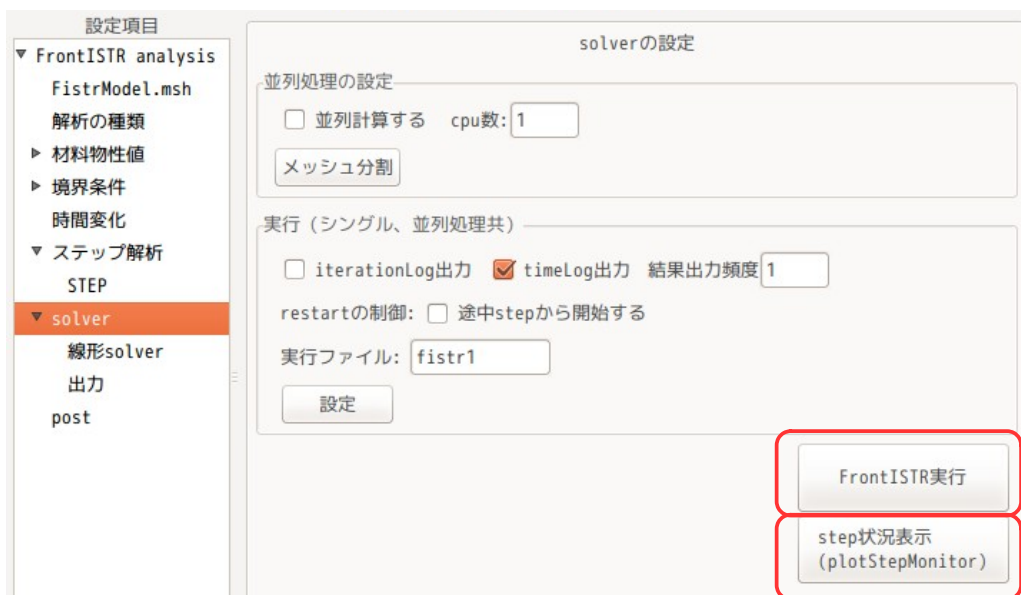 設定項目
FrontISTR analysis
FistrModel.msh
解析の種類
材料物性値
境界条件
時間変化
ステップ解析
STEP
solver
線形solver
出力
post
solverの設定
並列処理の設定
並列計算する cpu数: 1
メッシュ分割
実行（シングル、並列処理共）
iterationLog出力 timeLog出力 結果出力頻度 1
restartの制御: 途中stepから開始する
実行ファイル: fistr1
設定
FrontISTR実行
step状況表示
(plotStepMonitor)